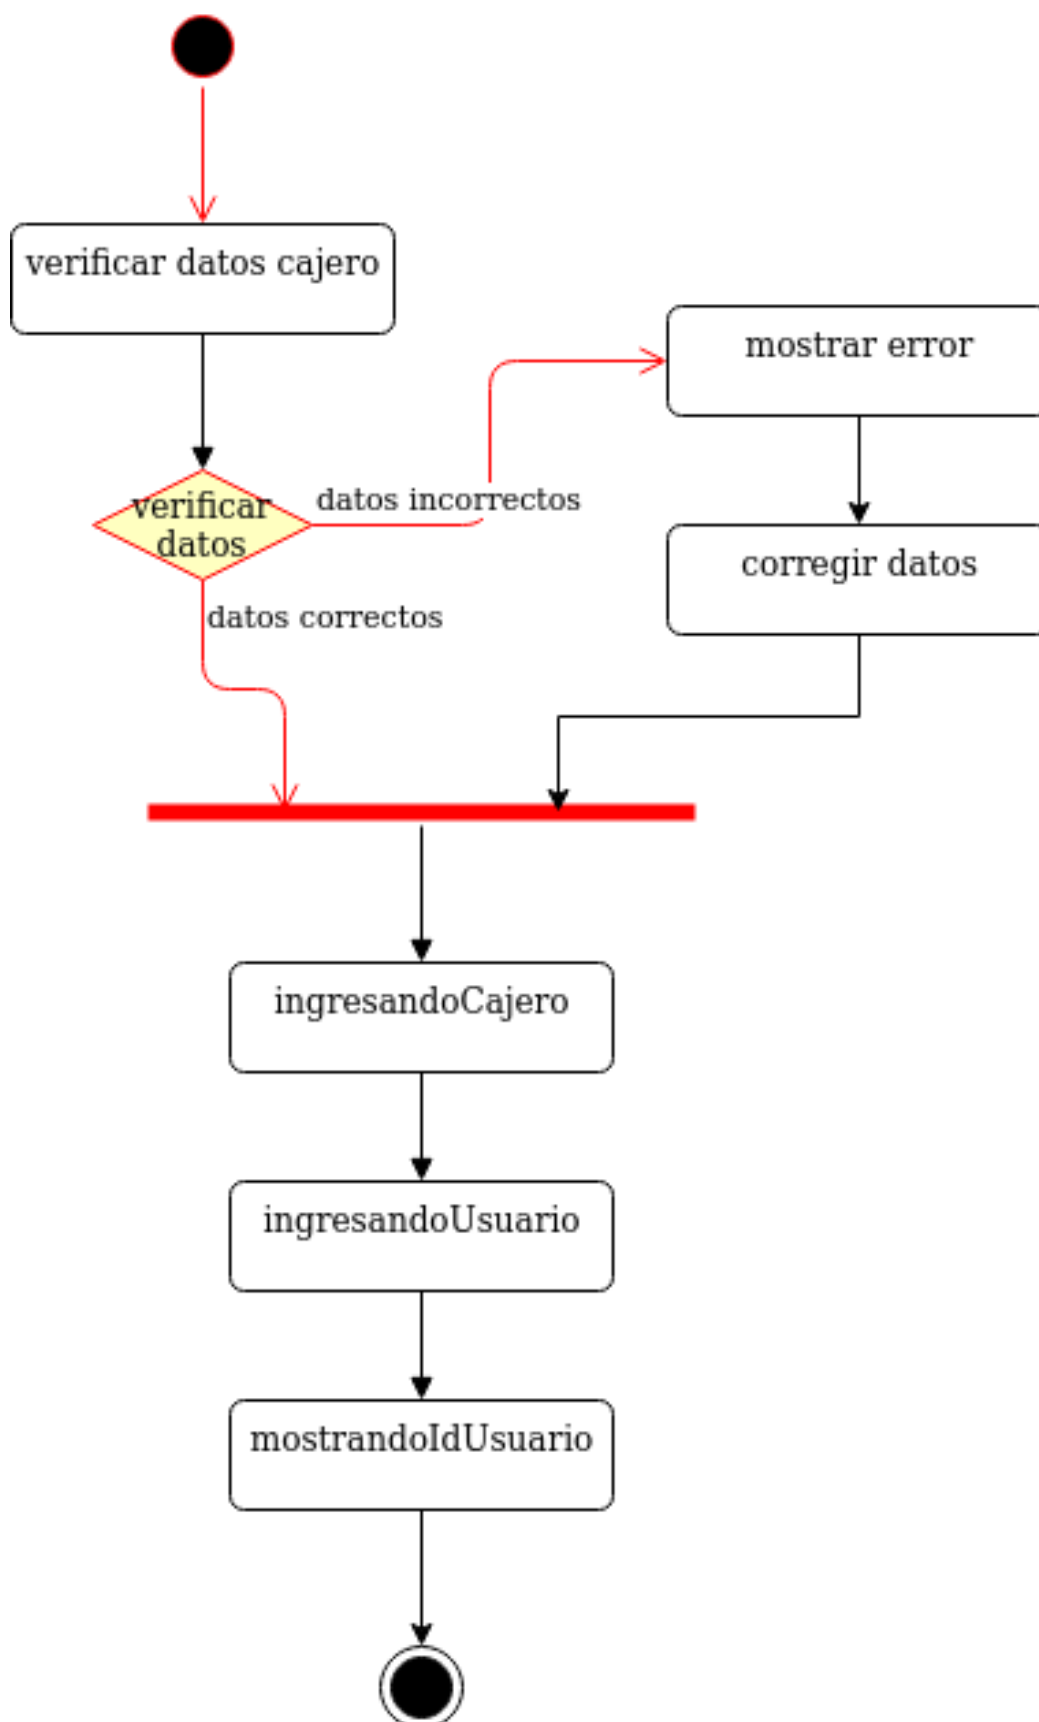 verificar datos cajero
mostrar error
verificar
datos
datos incorrectos
corregir datos
datos correctos
ingresandoCajero
ingresandoUsuario
mostrandoIdUsuario